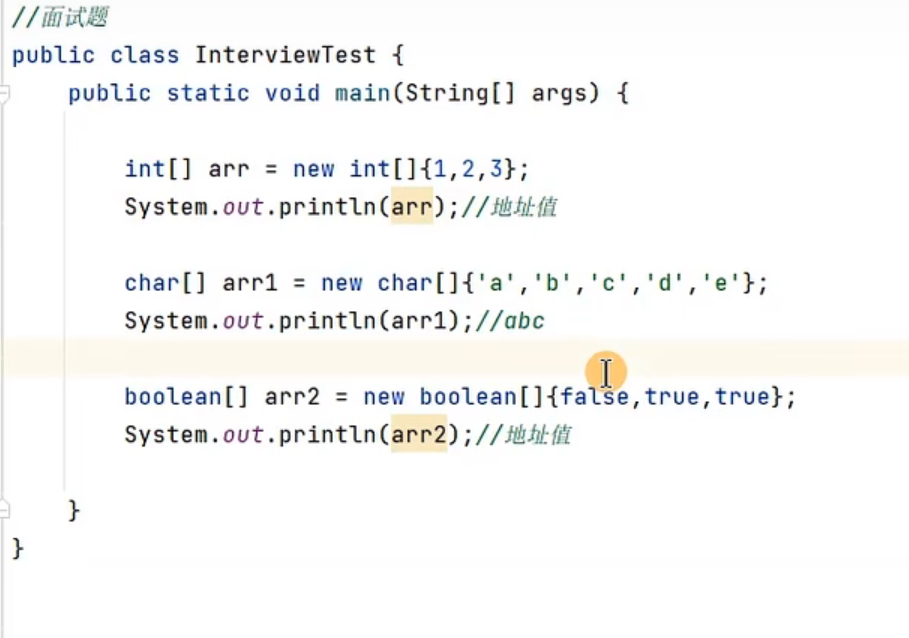 //面试题
public class InterviewTest {
public static void main(String[] args) {
int[] arr = new int[]{1,2,3};
System.out.println(arr);//地址值
char[] arr1 = new char[]{'a','b','c','d','e'};
System.out.println(arr1);//abc
boolean[] arr2 = new boolean[]{false,true,true};
System.out.println(arr2);//地址值
}
}